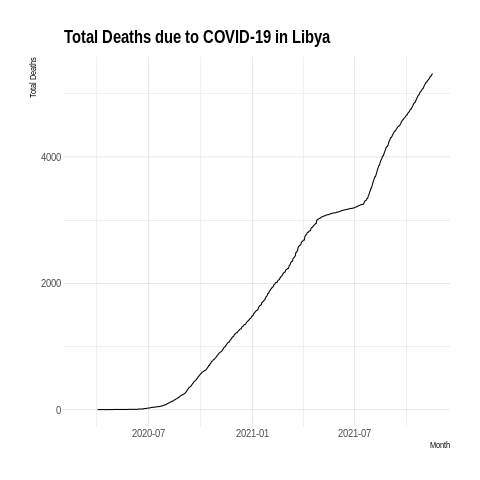 Total Deaths due to COVID-19 in Libya
Total Deaths
4000
2000
0
2020-07 2021-01 2021-07
Month